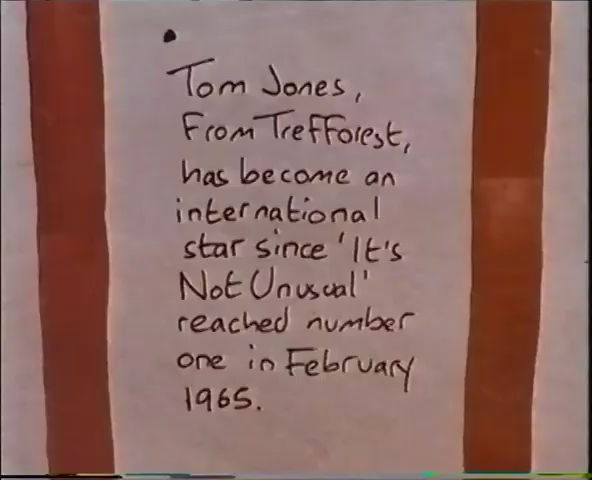 Tom Jones,
From Trefforest,
has become an
international
star since 'It's
Not Unusual'
reached number
one in February
1965.